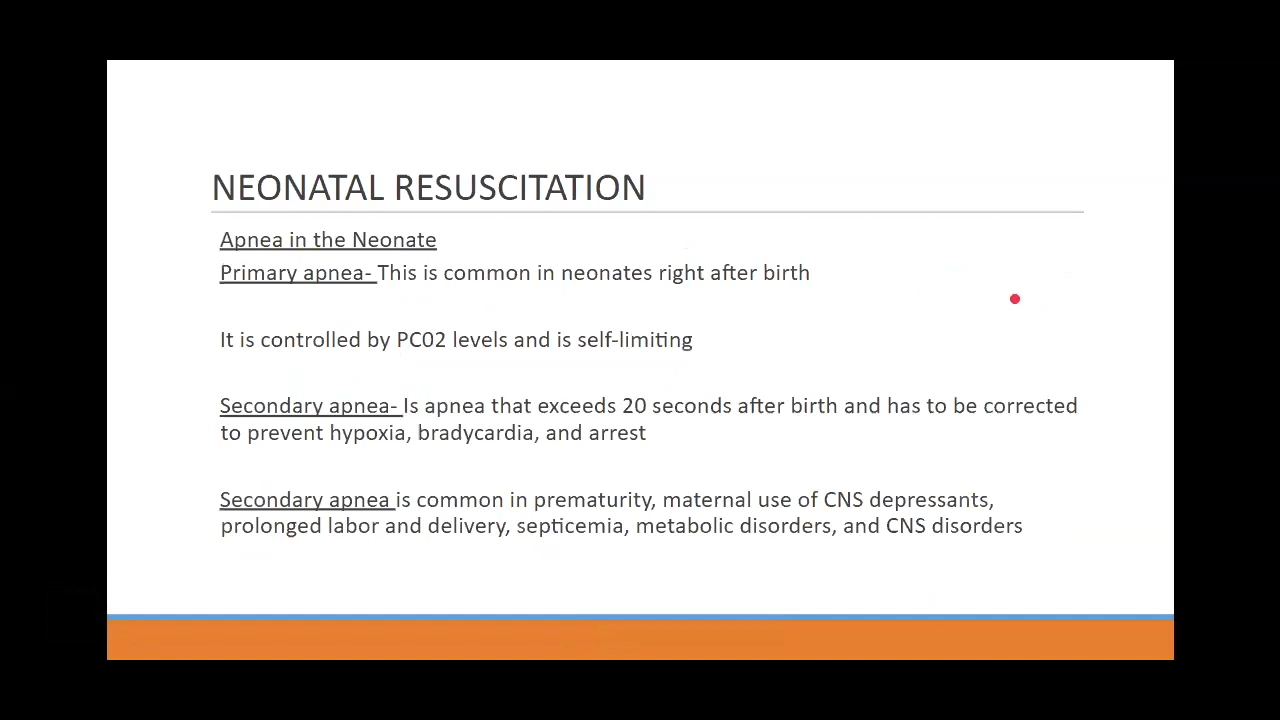 NEONATAL RESUSCITATION
Apnea in the Neonate
Primary apnea- This is common in neonates right after birth
It is controlled by PC02 levels and is self-limiting
Secondary apnea- Is apnea that exceeds 20 seconds after birth and has to be corrected
to prevent hypoxia, bradycardia, and arrest
Secondary apnea is common in prematurity, maternal use of CNS depressants,
prolonged labor and delivery, septicemia, metabolic disorders, and CNS disorders